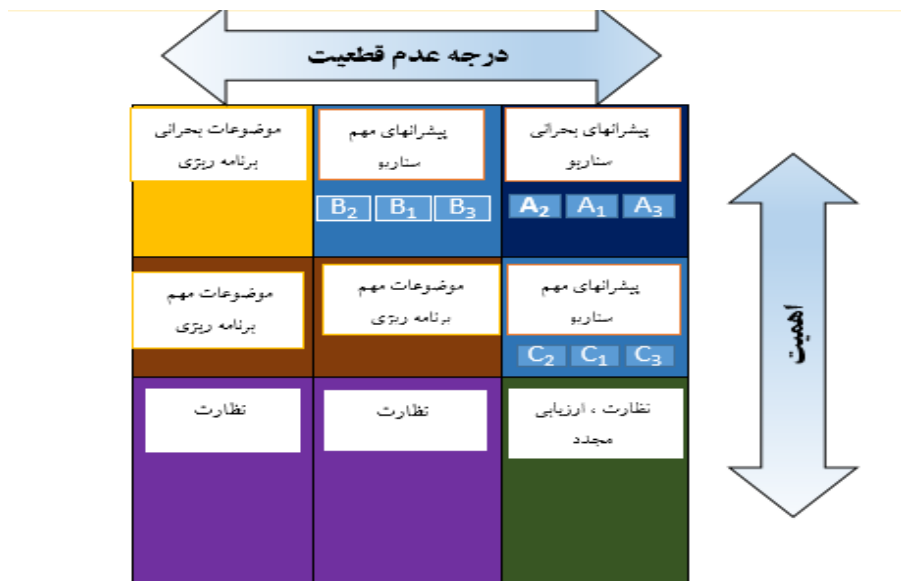 درجه عدم قطعیت
پیشرانهای بحرانی
سناریو
A₂ A₁ A₃
پیشرانهای مهم
سناریو
B₂ B₁ B₃
موضوعات بحرانی
برنامه ریزی
پیشرانهای مهم
سناریو
C₂ C₁ C₃
موضوعات مهم
برنامه ریزی
موضوعات مهم
برنامه ریزی
نظارت ، ارزیابی
مجدد
نظارت
نظارت
اهمیت